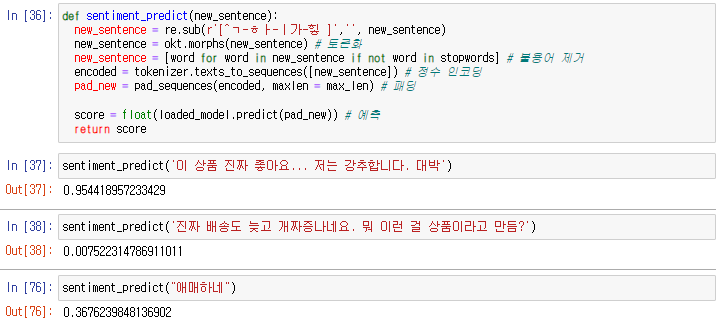 In [36]: def sentiment_predict(new_sentence):
new_sentence = re.sub(r'[^ㄱ-ㅎㅏ-ㅣ가-힣 ]','', new_sentence)
new_sentence = okt.morphs(new_sentence) # 토큰화
new_sentence = [word for word in new_sentence if not word in stopwords] # 불용어 제거
encoded = tokenizer.texts_to_sequences([new_sentence]) # 정수 인코딩
pad_new = pad_sequences(encoded, maxlen = max_len) # 패딩
score = float(loaded_model.predict(pad_new)) # 예측
return score
In [37]: sentiment_predict('이 상품 진짜 좋아요... 저는 강추합니다. 대박')
Out[37]: 0.954418957233429
In [38]: sentiment_predict('진짜 배송도 늦고 개짜증나네요. 뭐 이런 걸 상품이라고 만듬?')
Out[38]: 0.007522314786911011
In [76]: sentiment_predict("애매하네")
Out[76]: 0.3676239848136902